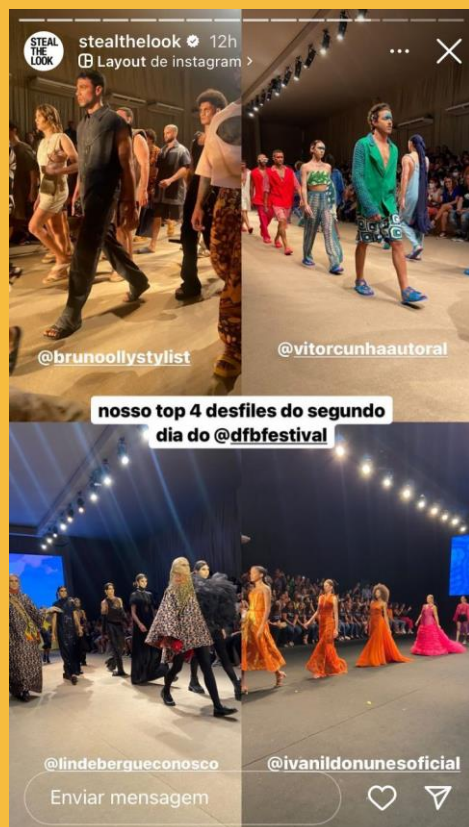 STEAL
THE
LOOK
stealthelook 12h
Layout de instagram >
@brunoollystylist
@vitorcunhaautoral
nosso top 4 desfiles do segundo
dia do @dfbfestival
@lindebergueconosco
@ivanildonunesoficial
Enviar mensagem